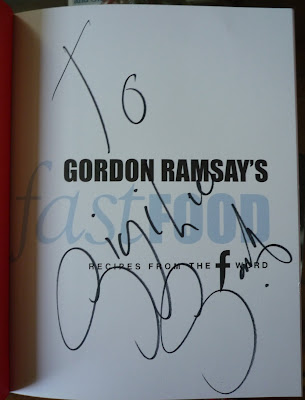 To
GORDON RAMSAY'S
fast FOOD
RECIPES FROM THE f WORD